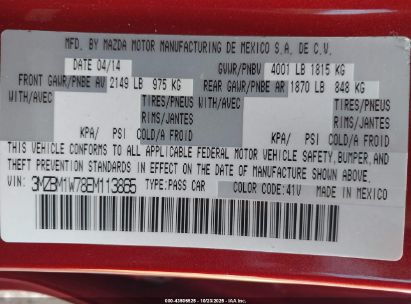 MFD. BY MAZDA MOTOR MANUFACTURING DE MEXICO S.A. DE C.V.
DATE 04/14 GVWR/PNBV 4001 LB 1815 KG
FRONT GAWR/PNBE AV 2149 LB 975 KG REAR GAWR/PNBE AR 1870 LB 848 KG
WITH/AVEC TIRES/PNEUS WITH/AVEC TIRES/PNEUS
RIMS/JANTES RIMS/JANTES
KPA/ PSI COLD/A FROID KPA/ PSI COLD/A FROID
THIS VEHICLE CONFORMS TO ALL APPLICABLE FEDERAL MOTOR VEHICLE SAFETY, BUMPER, AND
THEFT PREVENTION STANDARDS IN EFFECT ON THE DATE OF MANUFACTURE SHOWN ABOVE.
VIN: 3MZBM1W78EM113865 TYPE:PASS CAR COLOR CODE:41V MADE IN MEXICO